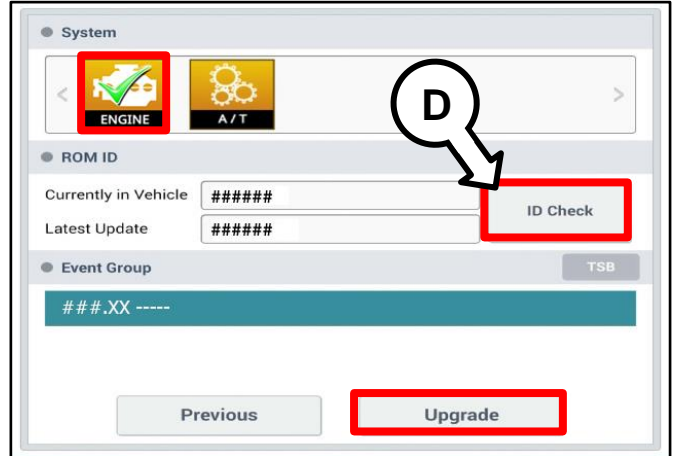 System
<
ENGINE
A/T
D
>
ROM ID
Currently in Vehicle ######
ID Check
Latest Update ######
Event Group TSB
###.XX -----
Previous Upgrade